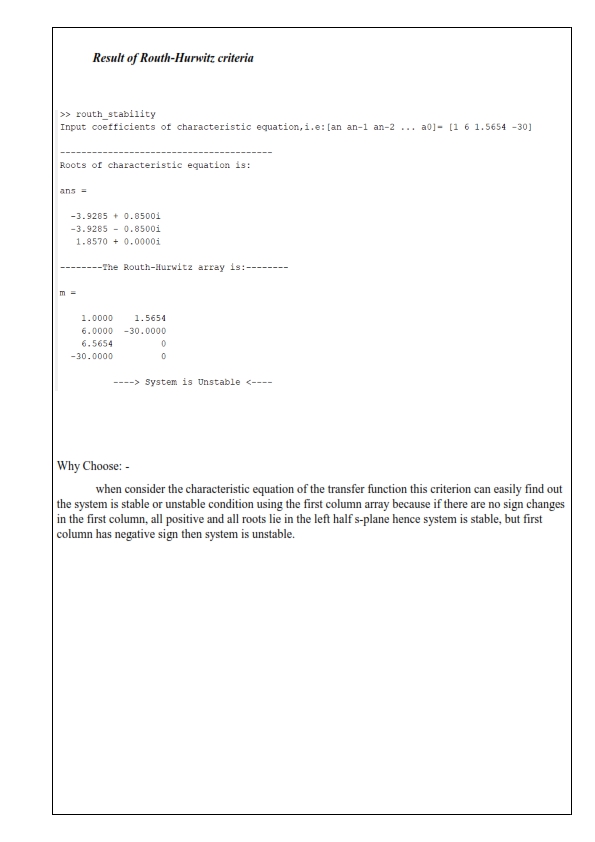 Result of Routh-Hurwitz criteria
>> routh_stability
Input coefficients of characteristic equation,i.e:[an an-1 an-2 ... a0]= [1 6 1.5654 -30]
----------------------------------------
Roots of characteristic equation is:
ans =
-3.9285 + 0.8500i
-3.9285 - 0.8500i
1.8570 + 0.0000i
--------The Routh-Hurwitz array is:--------
m =
1.0000 1.5654
6.0000 -30.0000
6.5654 0
-30.0000 0
----> System is Unstable <----
Why Choose: -
when consider the characteristic equation of the transfer function this criterion can easily find out
the system is stable or unstable condition using the first column array because if there are no sign changes
in the first column, all positive and all roots lie in the left half s-plane hence system is stable, but first
column has negative sign then system is unstable.